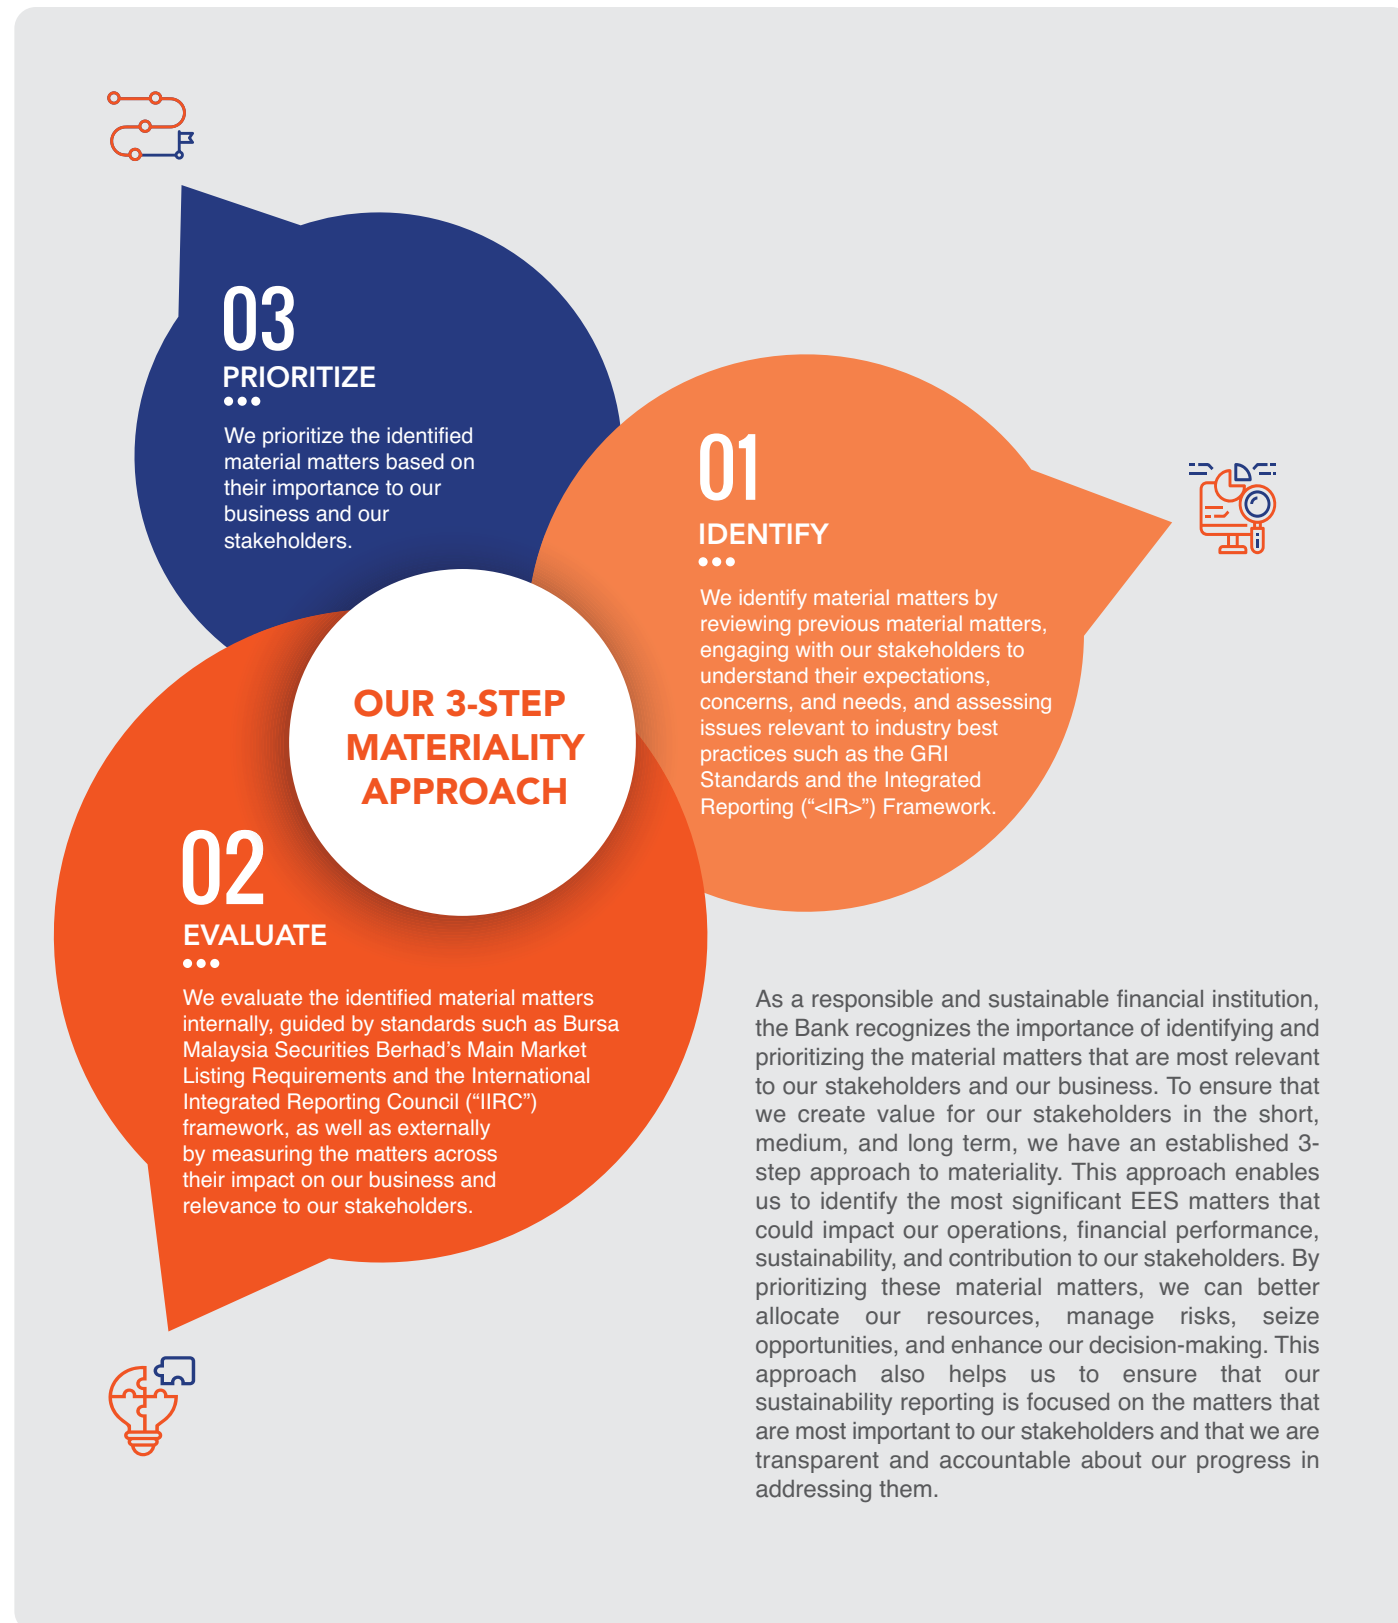 OUR 3-STEP
MATERIALITY
APPROACH
01
IDENTIFY
We identify material matters by
reviewing previous material matters,
engaging with our stakeholders to
understand their expectations,
concerns, and needs, and assessing
issues relevant to industry best
practices such as the GRI
Standards and the Integrated
Reporting (“<IR>”) Framework.
02
EVALUATE
We evaluate the identified material matters
internally, guided by standards such as Bursa
Malaysia Securities Berhad’s Main Market
Listing Requirements and the International
Integrated Reporting Council (“IIRC”)
framework, as well as externally
by measuring the matters across
their impact on our business and
relevance to our stakeholders.
03
PRIORITIZE
We prioritize the identified
material matters based on
their importance to our
business and our
stakeholders.
As a responsible and sustainable financial institution,
the Bank recognizes the importance of identifying and
prioritizing the material matters that are most relevant
to our stakeholders and our business. To ensure that
we create value for our stakeholders in the short,
medium, and long term, we have an established 3-
step approach to materiality. This approach enables
us to identify the most significant EES matters that
could impact our operations, financial performance,
sustainability, and contribution to our stakeholders. By
prioritizing these material matters, we can better
allocate our resources, manage risks, seize
opportunities, and enhance our decision-making. This
approach also helps us to ensure that our
sustainability reporting is focused on the matters that
are most important to our stakeholders and that we are
transparent and accountable about our progress in
addressing them.